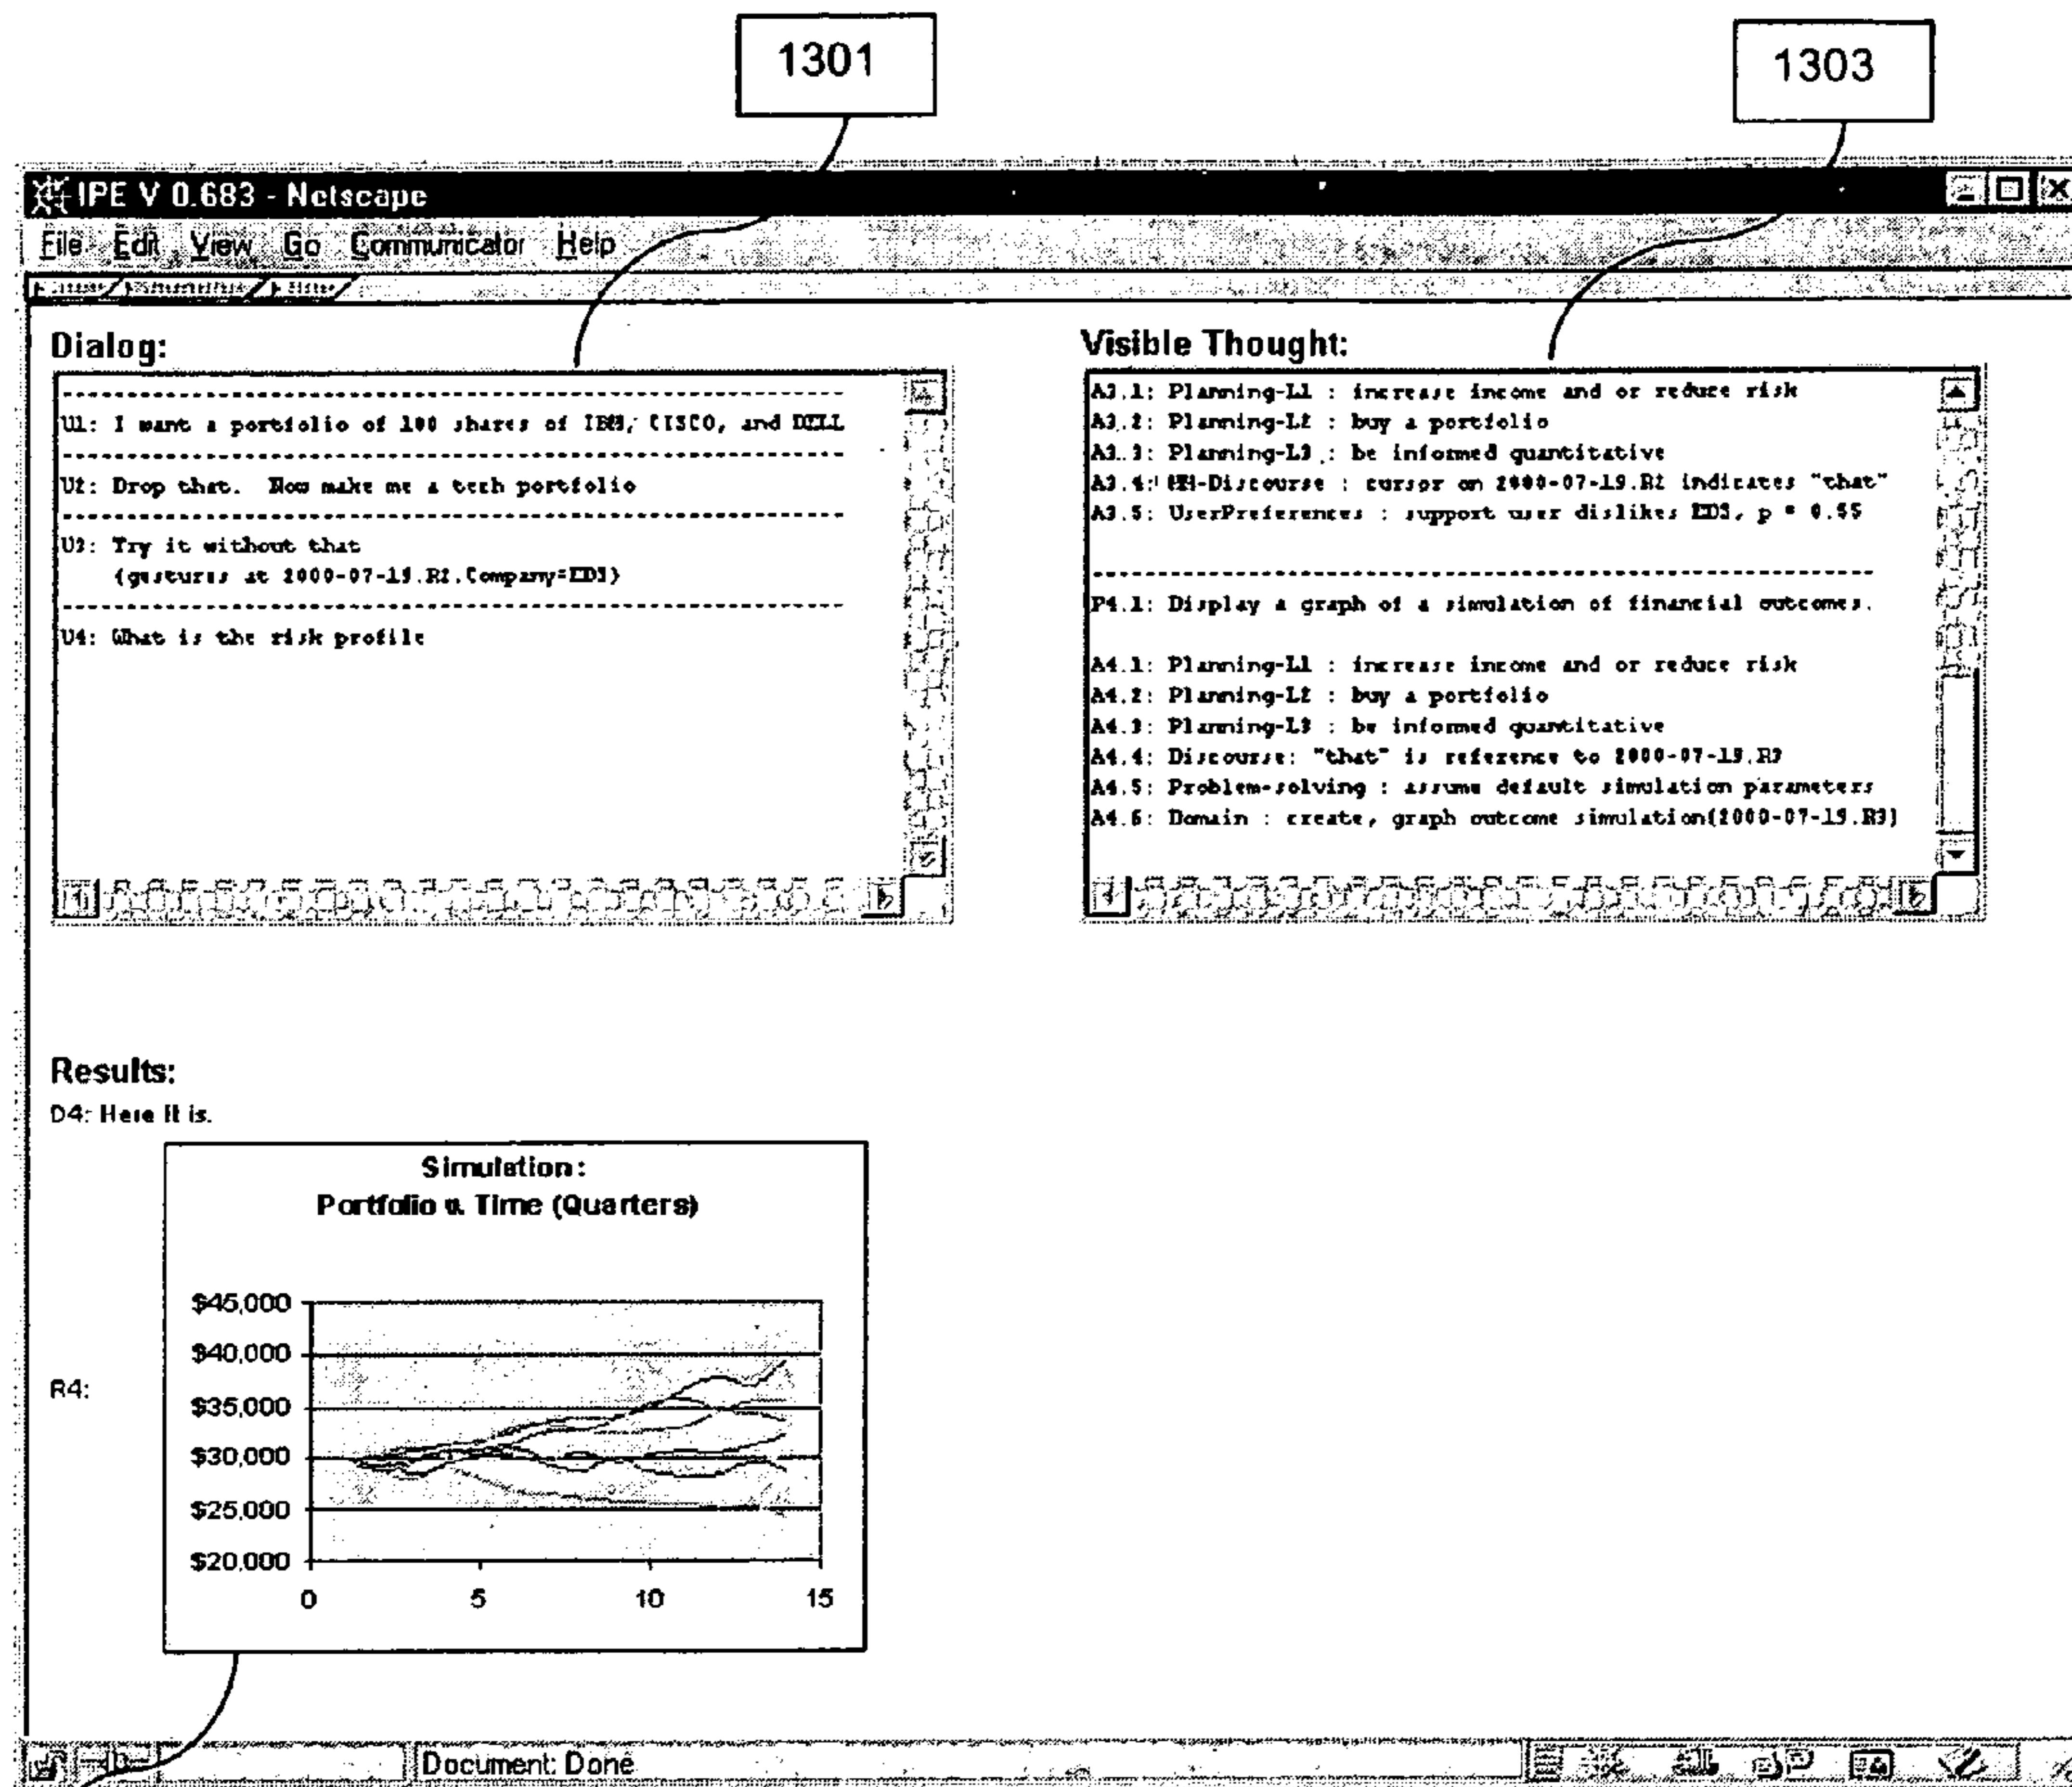 1301
1303
IPE V 0.683 - Netscape
File Edit View Go Communicator Help
Dialog:
U1: I want a portfolio of 100 shares of IBM, CISCO, and DELL
U2: Drop that. Now make me a tech portfolio
U3: Try it without that
(gestures at 2000-07-19.R2.Company=EDS)
U4: What is the risk profile
Visible Thought:
A3.1: Planning-L1 : increase income and or reduce risk
A3.2: Planning-L2 : buy a portfolio
A3.3: Planning-L3 : be informed quantitative
A3.4: -Discourse : cursor on 2000-07-19.R2 indicates "that"
A3.5: UserPreferences : support user dislikes EDS, p = 0.55
P4.1: Display a graph of a simulation of financial outcomes.
A4.1: Planning-L1 : increase income and or reduce risk
A4.2: Planning-L2 : buy a portfolio
A4.3: Planning-L3 : be informed quantitative
A4.4: Discourse: "that" is reference to 2000-07-19.R3
A4.5: Problem-solving : assume default simulation parameters
A4.6: Domain : create, graph outcome simulation(2000-07-19.R3)
Results:
D4: Here it is.
R4:
Simulation:
Portfolio v. Time (Quarters)
$45,000
$40,000
$35,000
$30,000
$25,000
$20,000
0 5 10 15
Document: Done